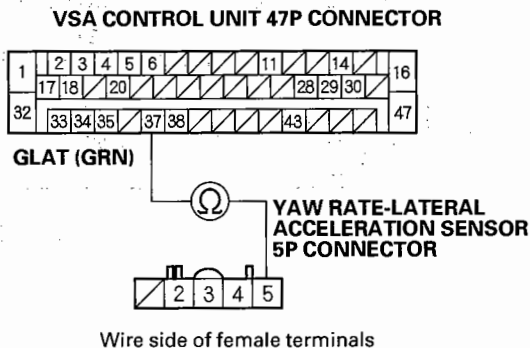 VSA CONTROL UNIT 47P CONNECTOR
1 2 3 4 5 6 11 14 16
17 18 20 28 29 30
32 33 34 35 37 38 43 47
GLAT (GRN)
Ω
YAW RATE-LATERAL
ACCELERATION SENSOR
5P CONNECTOR
2 3 4 5
Wire side of female terminals